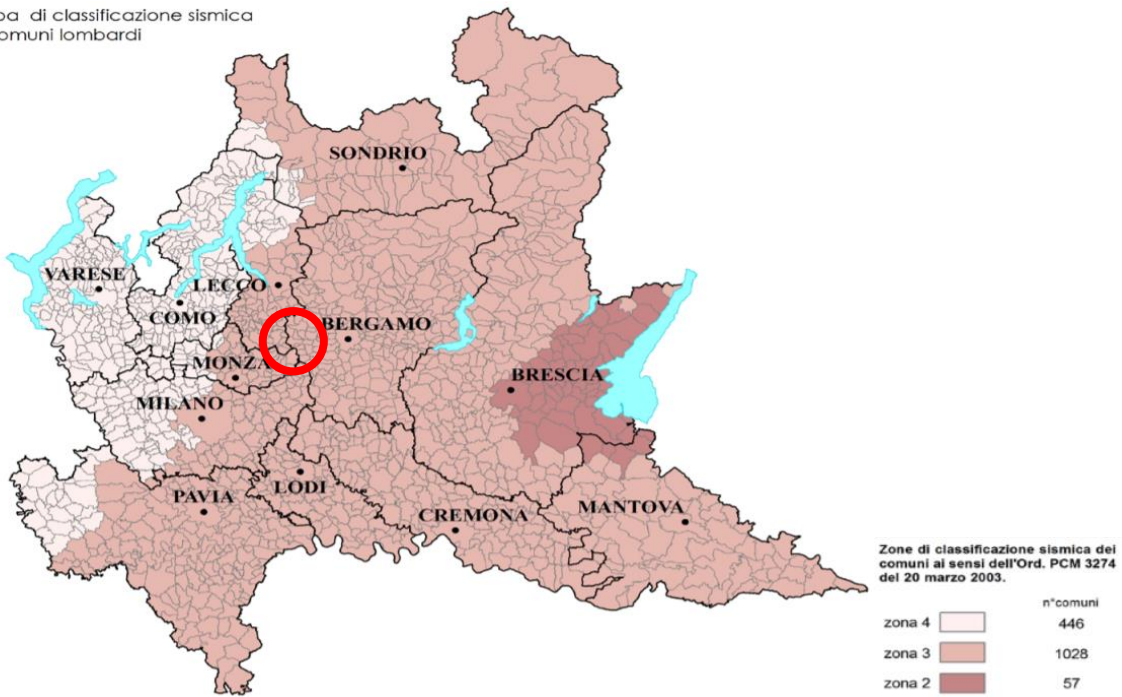 di classificazione sismica
lombardi
SONDRIO
VARESE
LECCO
COMO
BERGAMO
MONZA
BRESCIA
MILANO
PAVIA
LODI
CREMONA
MANTOVA
Zone di classificazione sismica dei
comuni ai sensi dell'Ord. PCM 3274
del 20 marzo 2003.
n°comuni
zona 4 446
zona 3 1028
zona 2 57